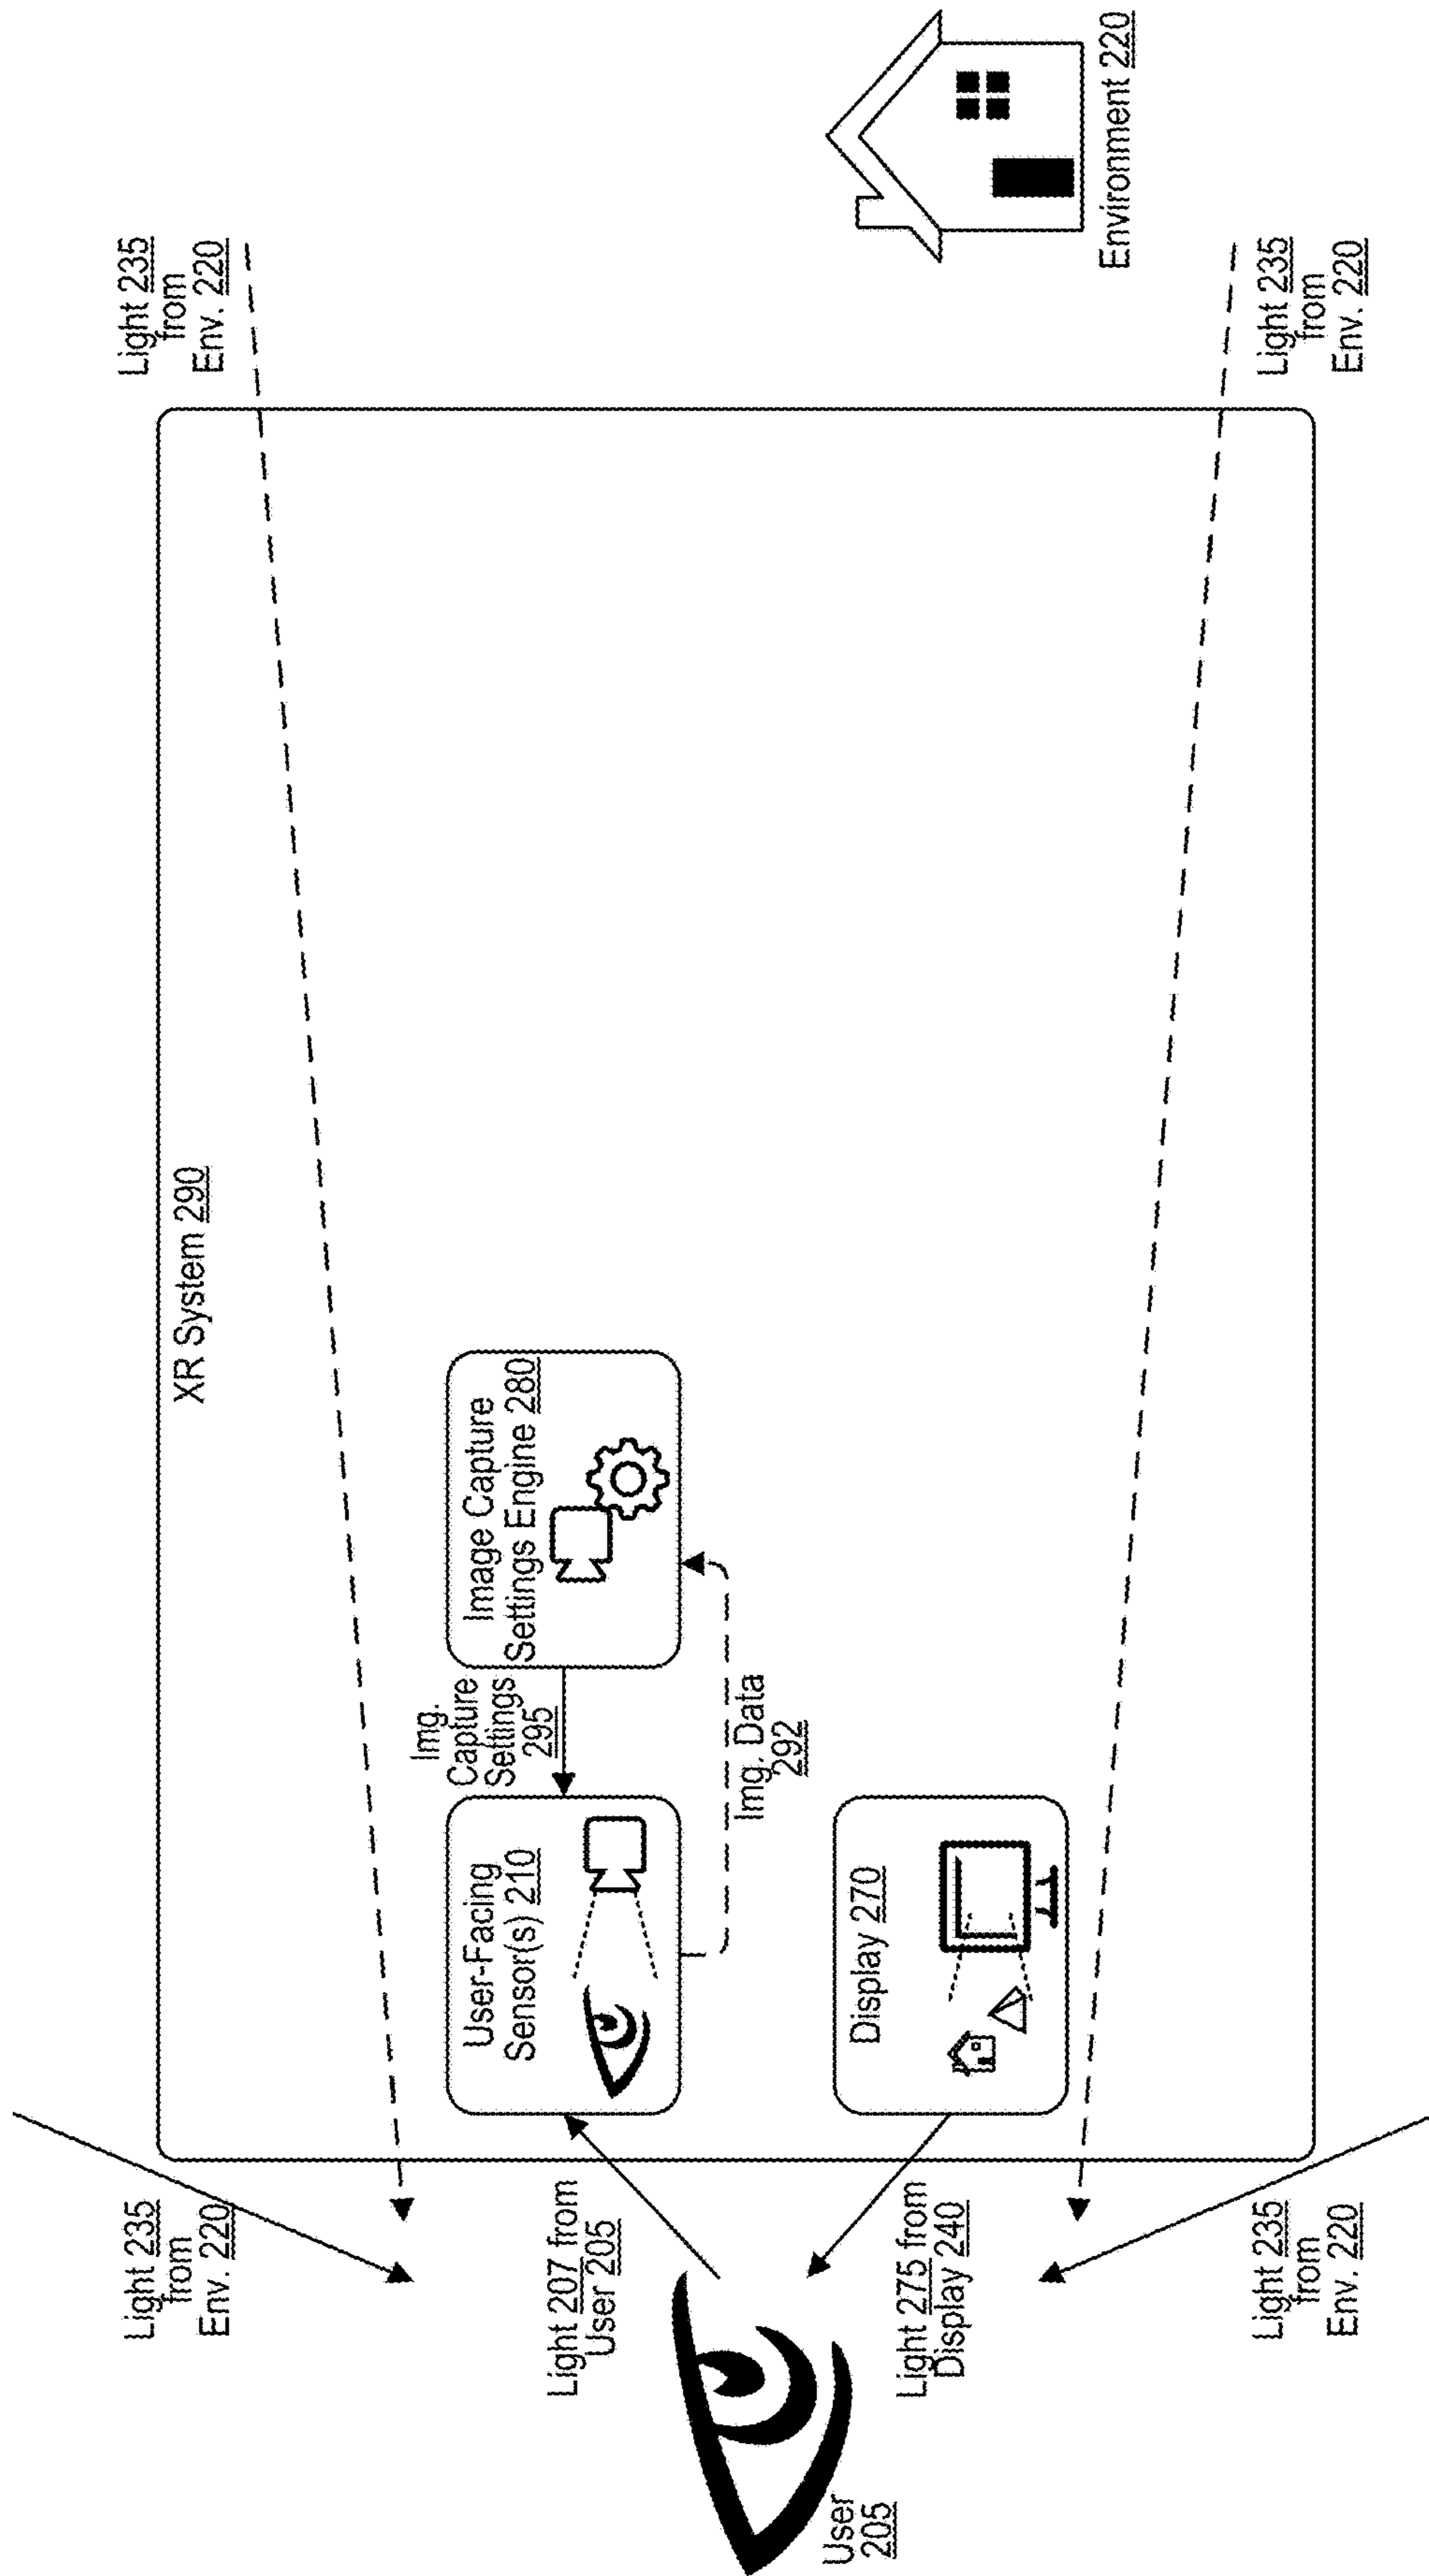 XR System 290
Light 235
from
Env. 220
Light 235
from
Env. 220
Light 207 from
User 205
User-Facing
Sensor(s) 210
Img.
Capture
Settings
295
Image Capture
Settings Engine 280
Img. Data
292
User
205
Light 275 from
Display 240
Display 270
Environment 220
Light 235
from
Env. 220
Light 235
from
Env. 220